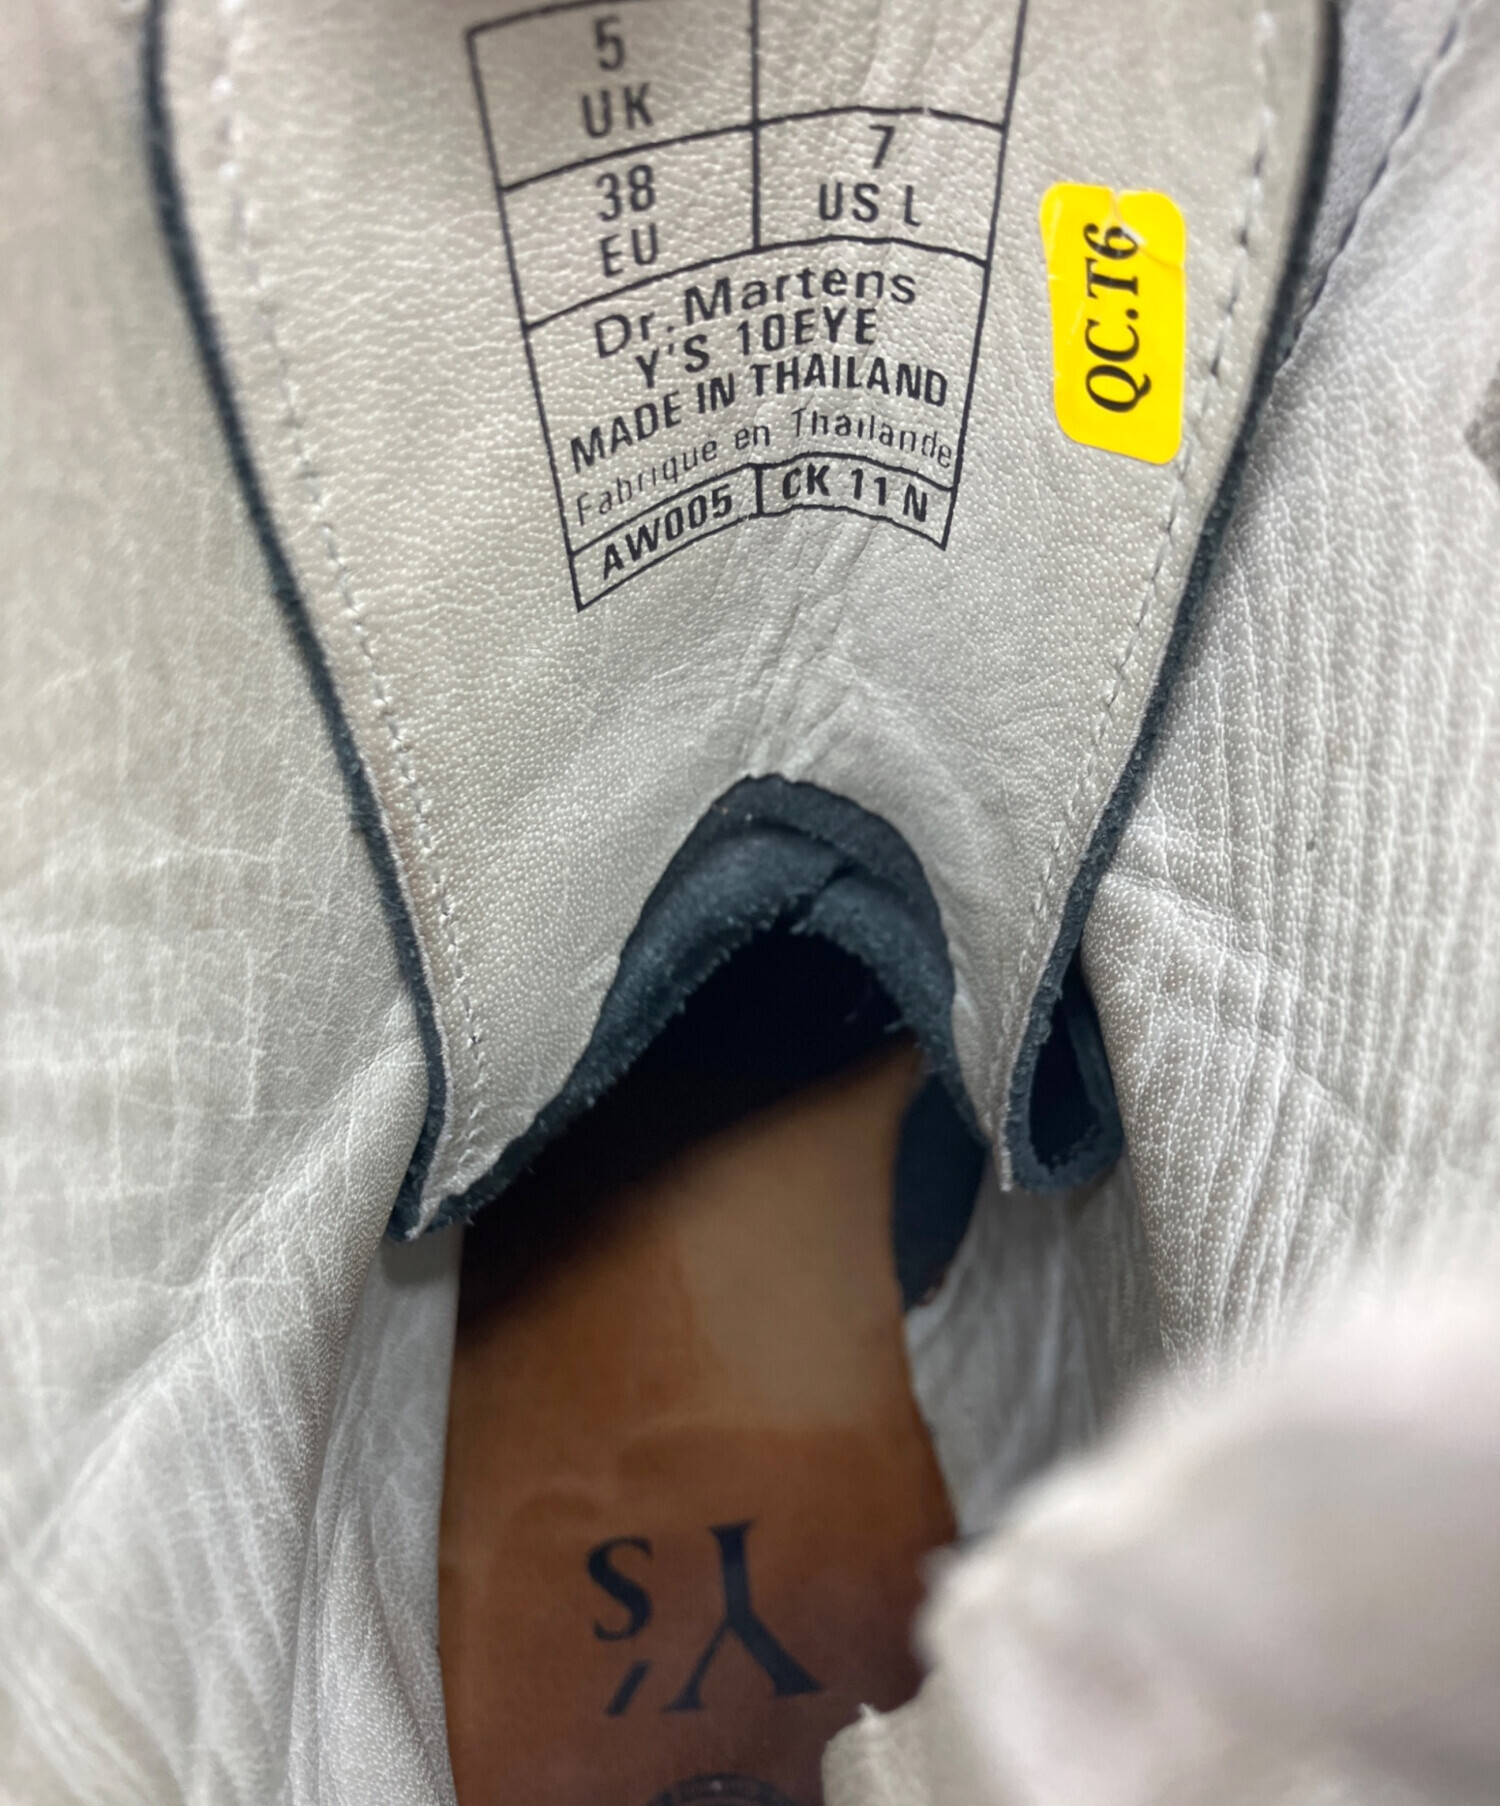 5
UK
38
EU
7
US L
Dr. Martens
Y'S 10EYE
MADE IN THAILAND
Fabrique en Thailande
AW005 CK 11 N
QC.T6
Y's